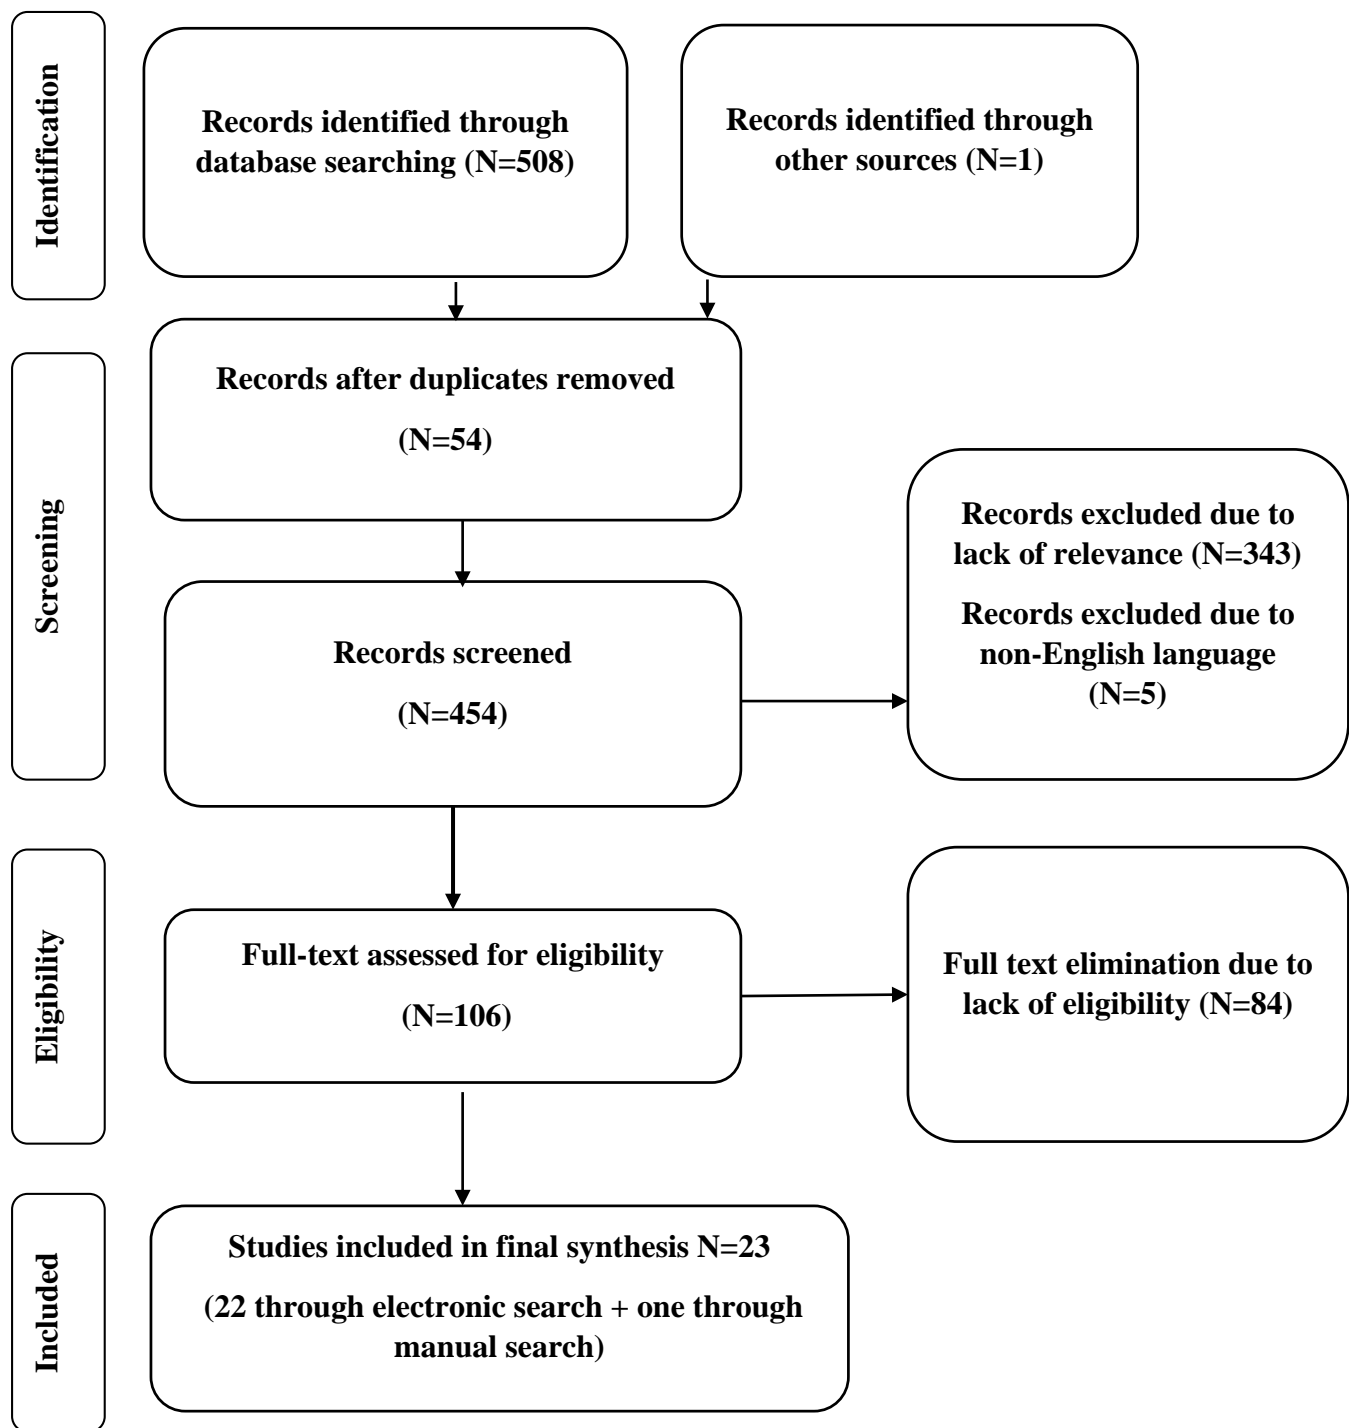 Identification
Records identified through
database searching (N=508)
Records identified through
other sources (N=1)
Screening
Records after duplicates removed
(N=54)
Records screened
(N=454)
Records excluded due to
lack of relevance (N=343)
Records excluded due to
non-English language
(N=5)
Eligibility
Full-text assessed for eligibility
(N=106)
Full text elimination due to
lack of eligibility (N=84)
Included
Studies included in final synthesis N=23
(22 through electronic search + one through
manual search)